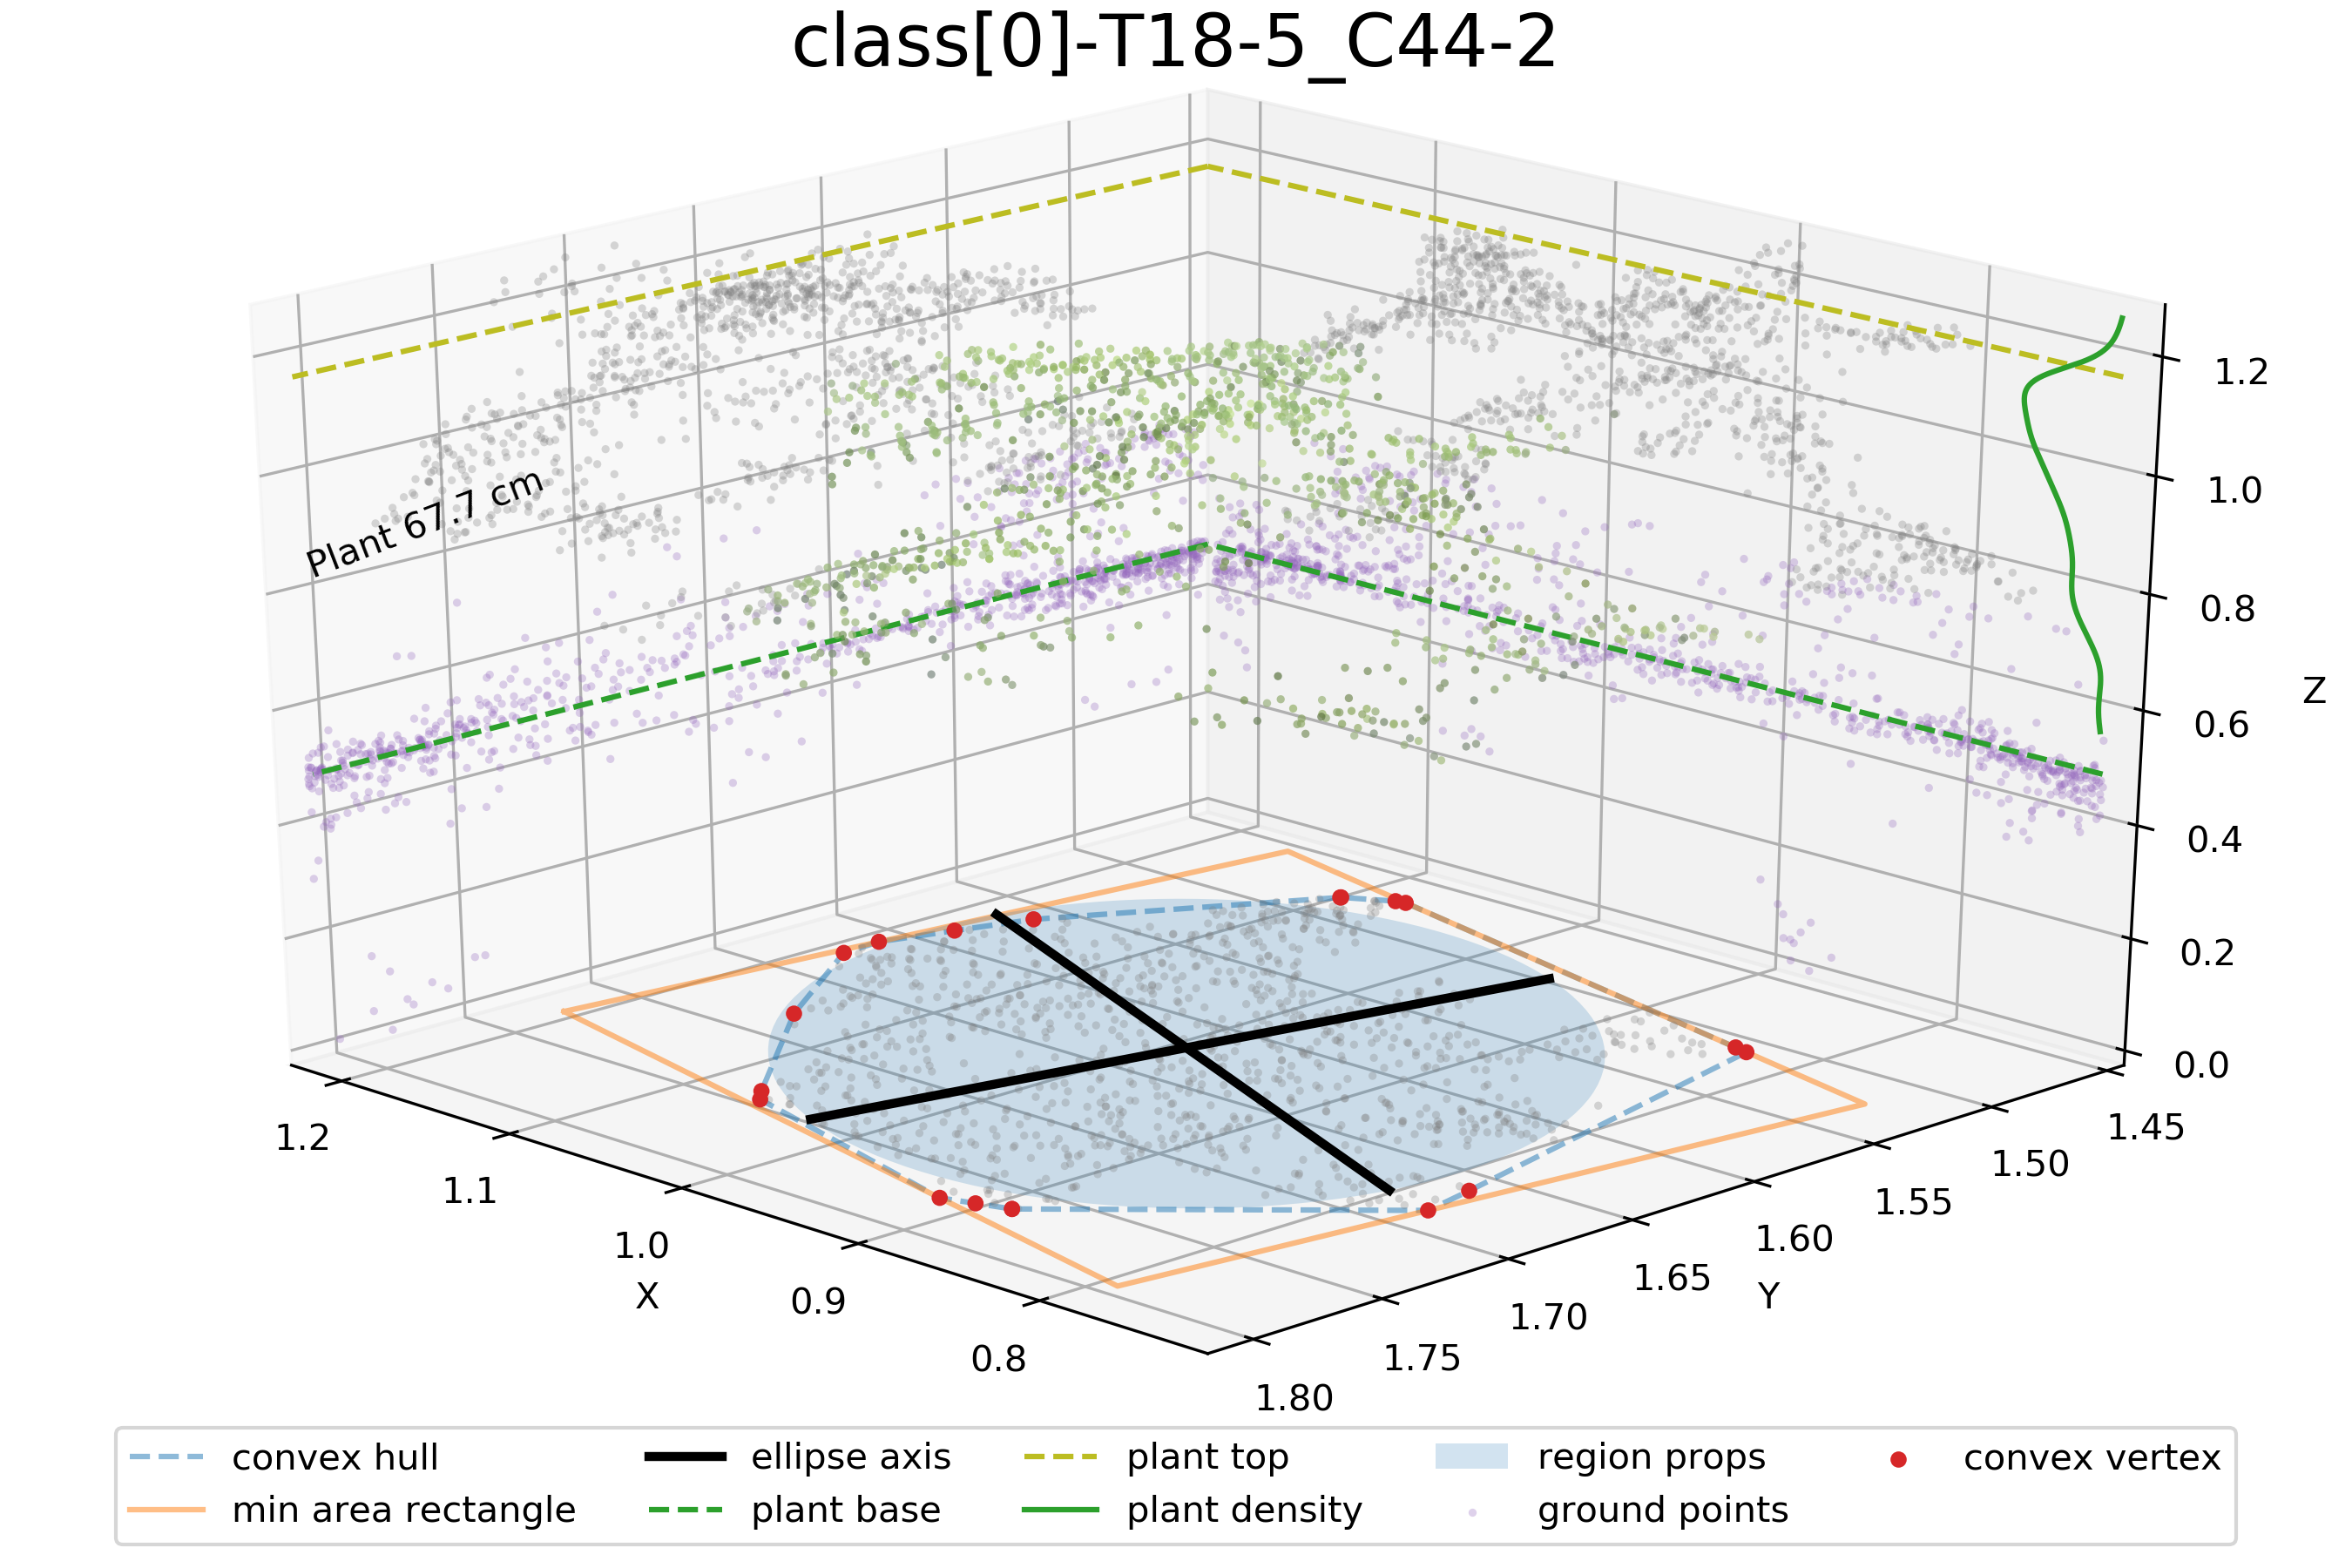 class[0]-T18-5_C44-2
Plant 67.7 cm
1.2
1.0
0.8
0.6
0.4
0.2
0.0
Z
1.2
1.1
1.0
0.9
0.8
X
1.45
1.50
1.55
1.60
1.65
1.70
1.75
1.80
Y
convex hull
min area rectangle
ellipse axis
plant base
plant top
plant density
region props
ground points
convex vertex